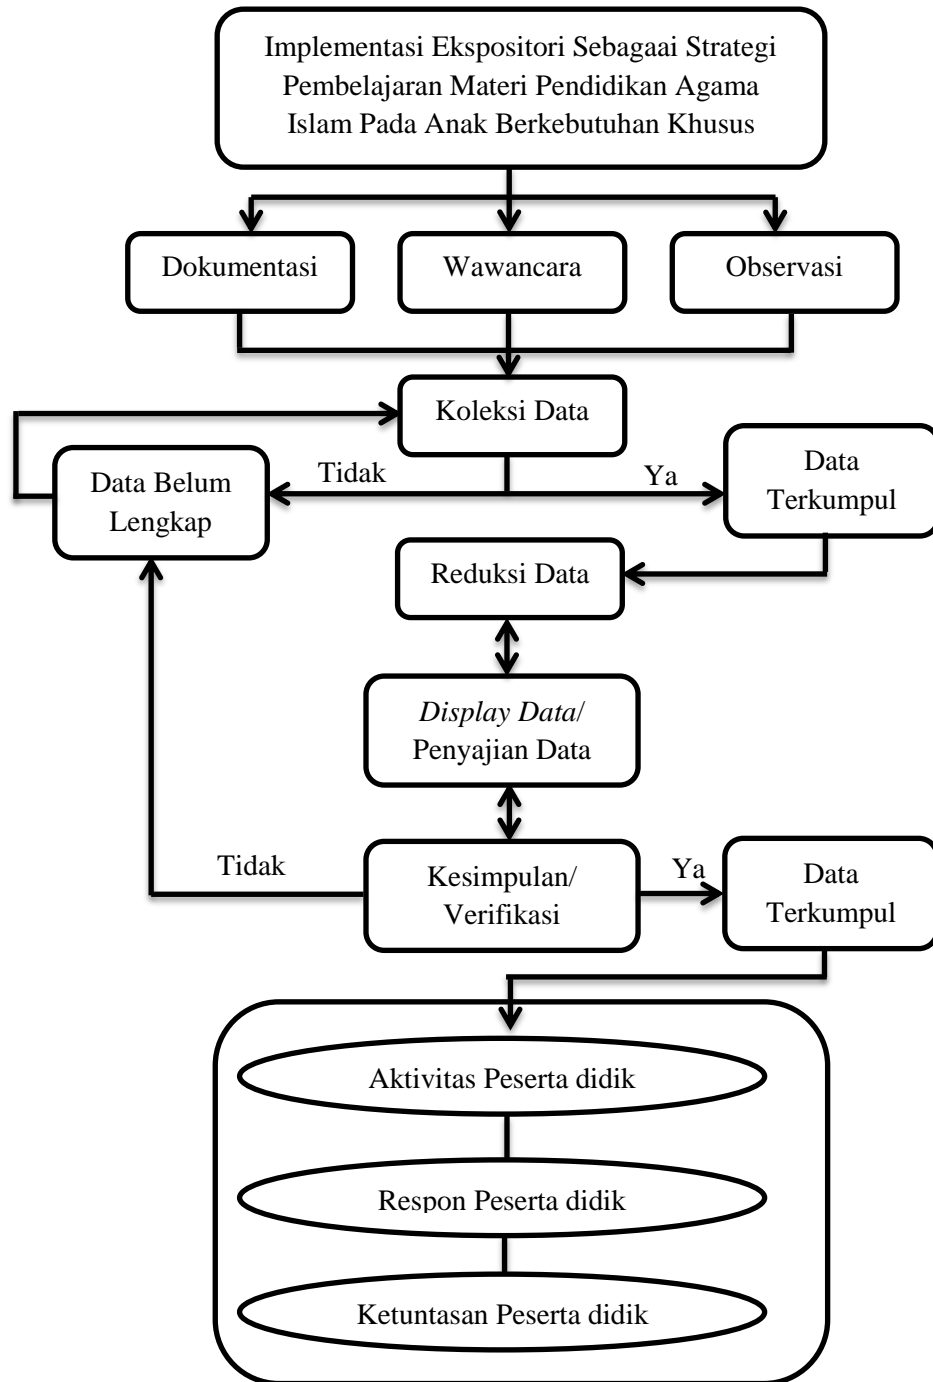 Implementasi Ekspositori Sebagaai Strategi
Pembelajaran Materi Pendidikan Agama
Islam Pada Anak Berkebutuhan Khusus
Dokumentasi
Wawancara
Observasi
Koleksi Data
Tidak
Ya
Data Belum
Lengkap
Data
Terkumpul
Reduksi Data
Display Data/
Penyajian Data
Tidak
Kesimpulan/
Verifikasi
Ya
Data
Terkumpul
Aktivitas Peserta didik
Respon Peserta didik
Ketuntasan Peserta didik